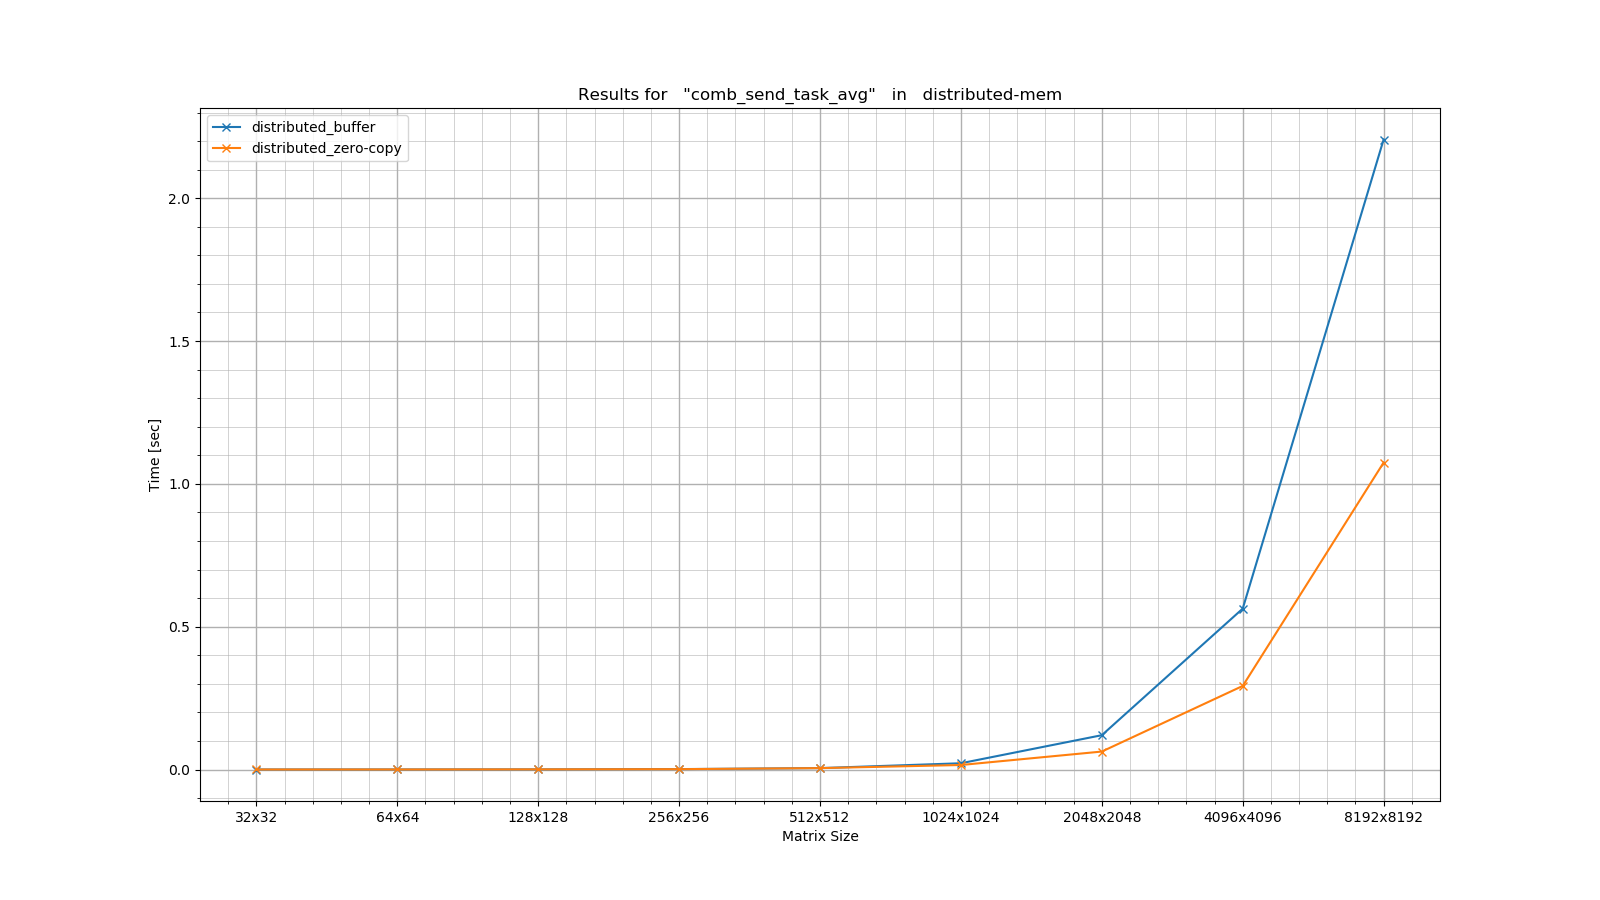 Results for   "comb_send_task_avg"   in   distributed-mem
distributed_buffer
distributed_zero-copy
Time [sec]
2.0
1.5
1.0
0.5
0.0
32x32 64x64 128x128 256x256 512x512 1024x1024 2048x2048 4096x4096 8192x8192
Matrix Size